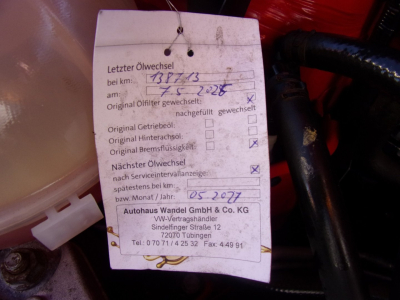 Letzter Ölwechsel
bei km: 138713
am: 7.5.2025
Original Ölfilter gewechselt:
nachgefüllt gewechselt
Original Getriebeöl:
Original Hinterachsöl:
Original Bremsflüssigkeit:
Nächster Ölwechsel
nach Serviceintervallanzeige:
spätestens bei km:
bzw. Monat / Jahr: 05.2027
Autohaus Wandel GmbH & Co. KG
VW-Vertragshändler
Sindelfinger Straße 12
72070 Tübingen
Tel.: 0 70 71 / 4 25 32 Fax: 4 49 91